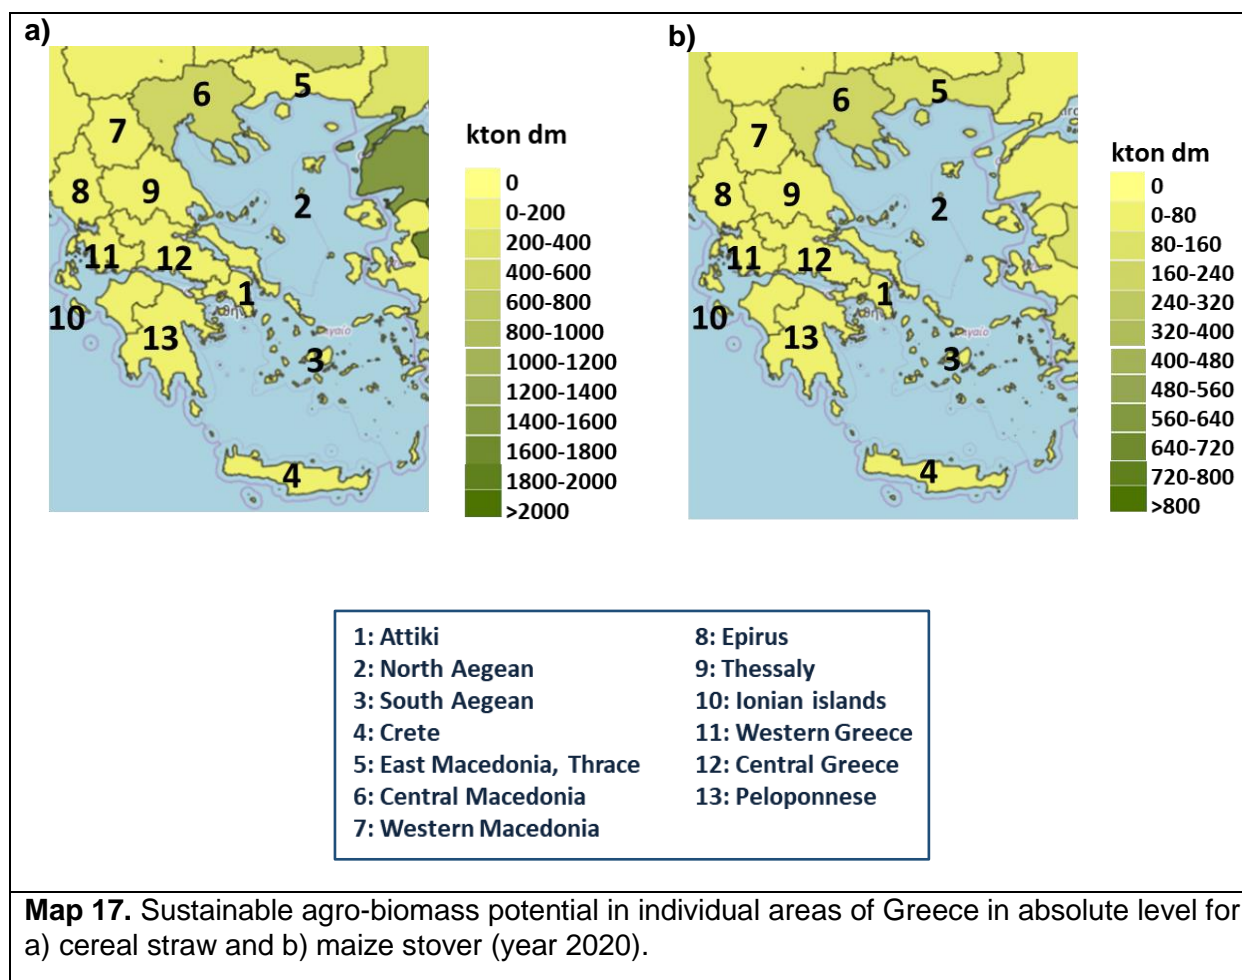 a)
b)
5
6
7
8
9
2
11
12
1
10
13
3
4
kton dm
0
0-200
200-400
400-600
600-800
800-1000
1000-1200
1200-1400
1400-1600
1600-1800
1800-2000
>2000
5
6
7
8
9
2
11
12
1
10
13
3
4
kton dm
0
0-80
80-160
160-240
240-320
320-400
400-480
480-560
560-640
640-720
720-800
>800
1: Attiki
2: North Aegean
3: South Aegean
4: Crete
5: East Macedonia, Thrace
6: Central Macedonia
7: Western Macedonia
8: Epirus
9: Thessaly
10: Ionian islands
11: Western Greece
12: Central Greece
13: Peloponnese
Map 17. Sustainable agro-biomass potential in individual areas of Greece in absolute level for
a) cereal straw and b) maize stover (year 2020).